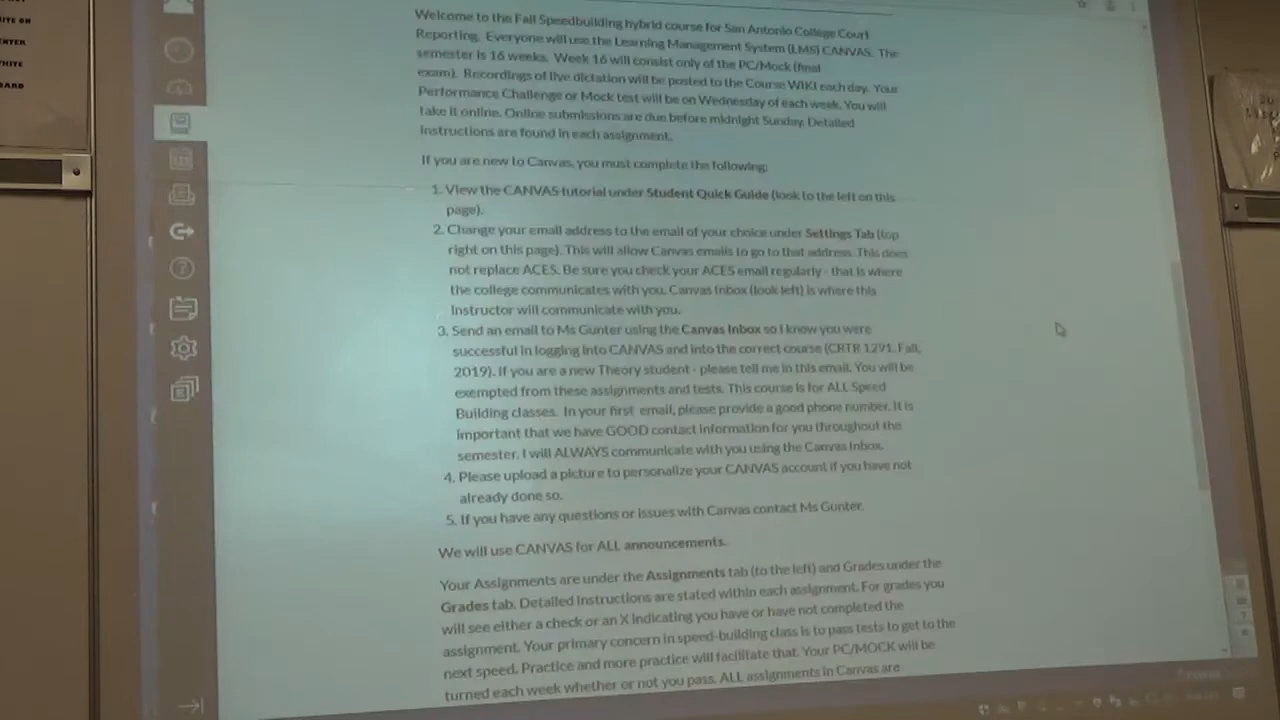 ITE ON
ENTER
WHITE
OARD
Welcome to the Fall Speedbuilding hybrid course for San Antonio College Court
Reporting. Everyone will use the Learning Management System (LMS) CANVAS. The
semester is 16 weeks. Week 16 will consist only of the PC/Mock (final
exam). Recordings of live dictation will be posted to the Course WIKI each day. Your
Performance Challenge or Mock test will be on Wednesday of each week. You will
take it online. Online submissions are due before midnight Sunday. Detailed
instructions are found in each assignment.
If you are new to Canvas, you must complete the following:
1. View the CANVAS tutorial under Student Quick Guide (look to the left on this
page).
2. Change your email address to the email of your choice under Settings Tab (top
right on this page). This will allow Canvas emails to go to that address. This does
not replace ACES. Be sure you check your ACES email regularly - that is where
the college communicates with you. Canvas Inbox (look left) is where this
Instructor will communicate with you.
3. Send an email to Ms Gunter using the Canvas Inbox so I know you were
successful in logging into CANVAS and into the correct course (CRTR 1291. Fall,
2019). If you are a new Theory student - please tell me in this email. You will be
exempted from these assignments and tests. This course is for ALL Speed
Building classes. In your first email, please provide a good phone number. It is
important that we have GOOD contact information for you throughout the
semester. I will ALWAYS communicate with you using the Canvas Inbox.
4. Please upload a picture to personalize your CANVAS account if you have not
already done so.
5. If you have any questions or issues with Canvas contact Ms Gunter.
We will use CANVAS for ALL announcements.
Your Assignments are under the Assignments tab (to the left) and Grades under the
Grades tab. Detailed instructions are stated within each assignment. For grades you
will see either a check or an X indicating you have or have not completed the
assignment. Your primary concern in speed-building class is to pass tests to get to the
next speed. Practice and more practice will facilitate that. Your PC/MOCK will be
turned each week whether or not you pass. ALL assignments in Canvas are